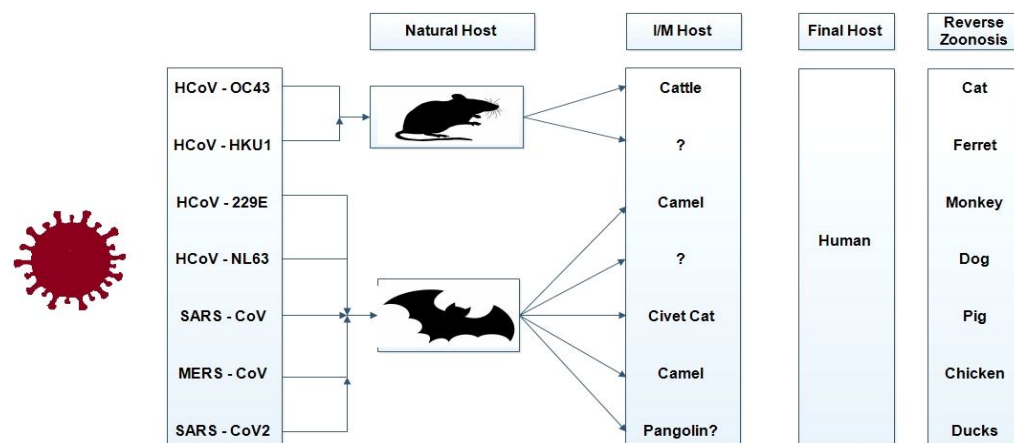 Natural Host
I/M Host
Final Host
Reverse
Zoonosis
HCoV - OC43
Cattle
Cat
HCoV - HKU1
?
Ferret
HCoV - 229E
Camel
Monkey
Human
HCoV - NL63
?
Dog
SARS - CoV
Civet Cat
Pig
MERS - CoV
Camel
Chicken
SARS - CoV2
Pangolin?
Ducks